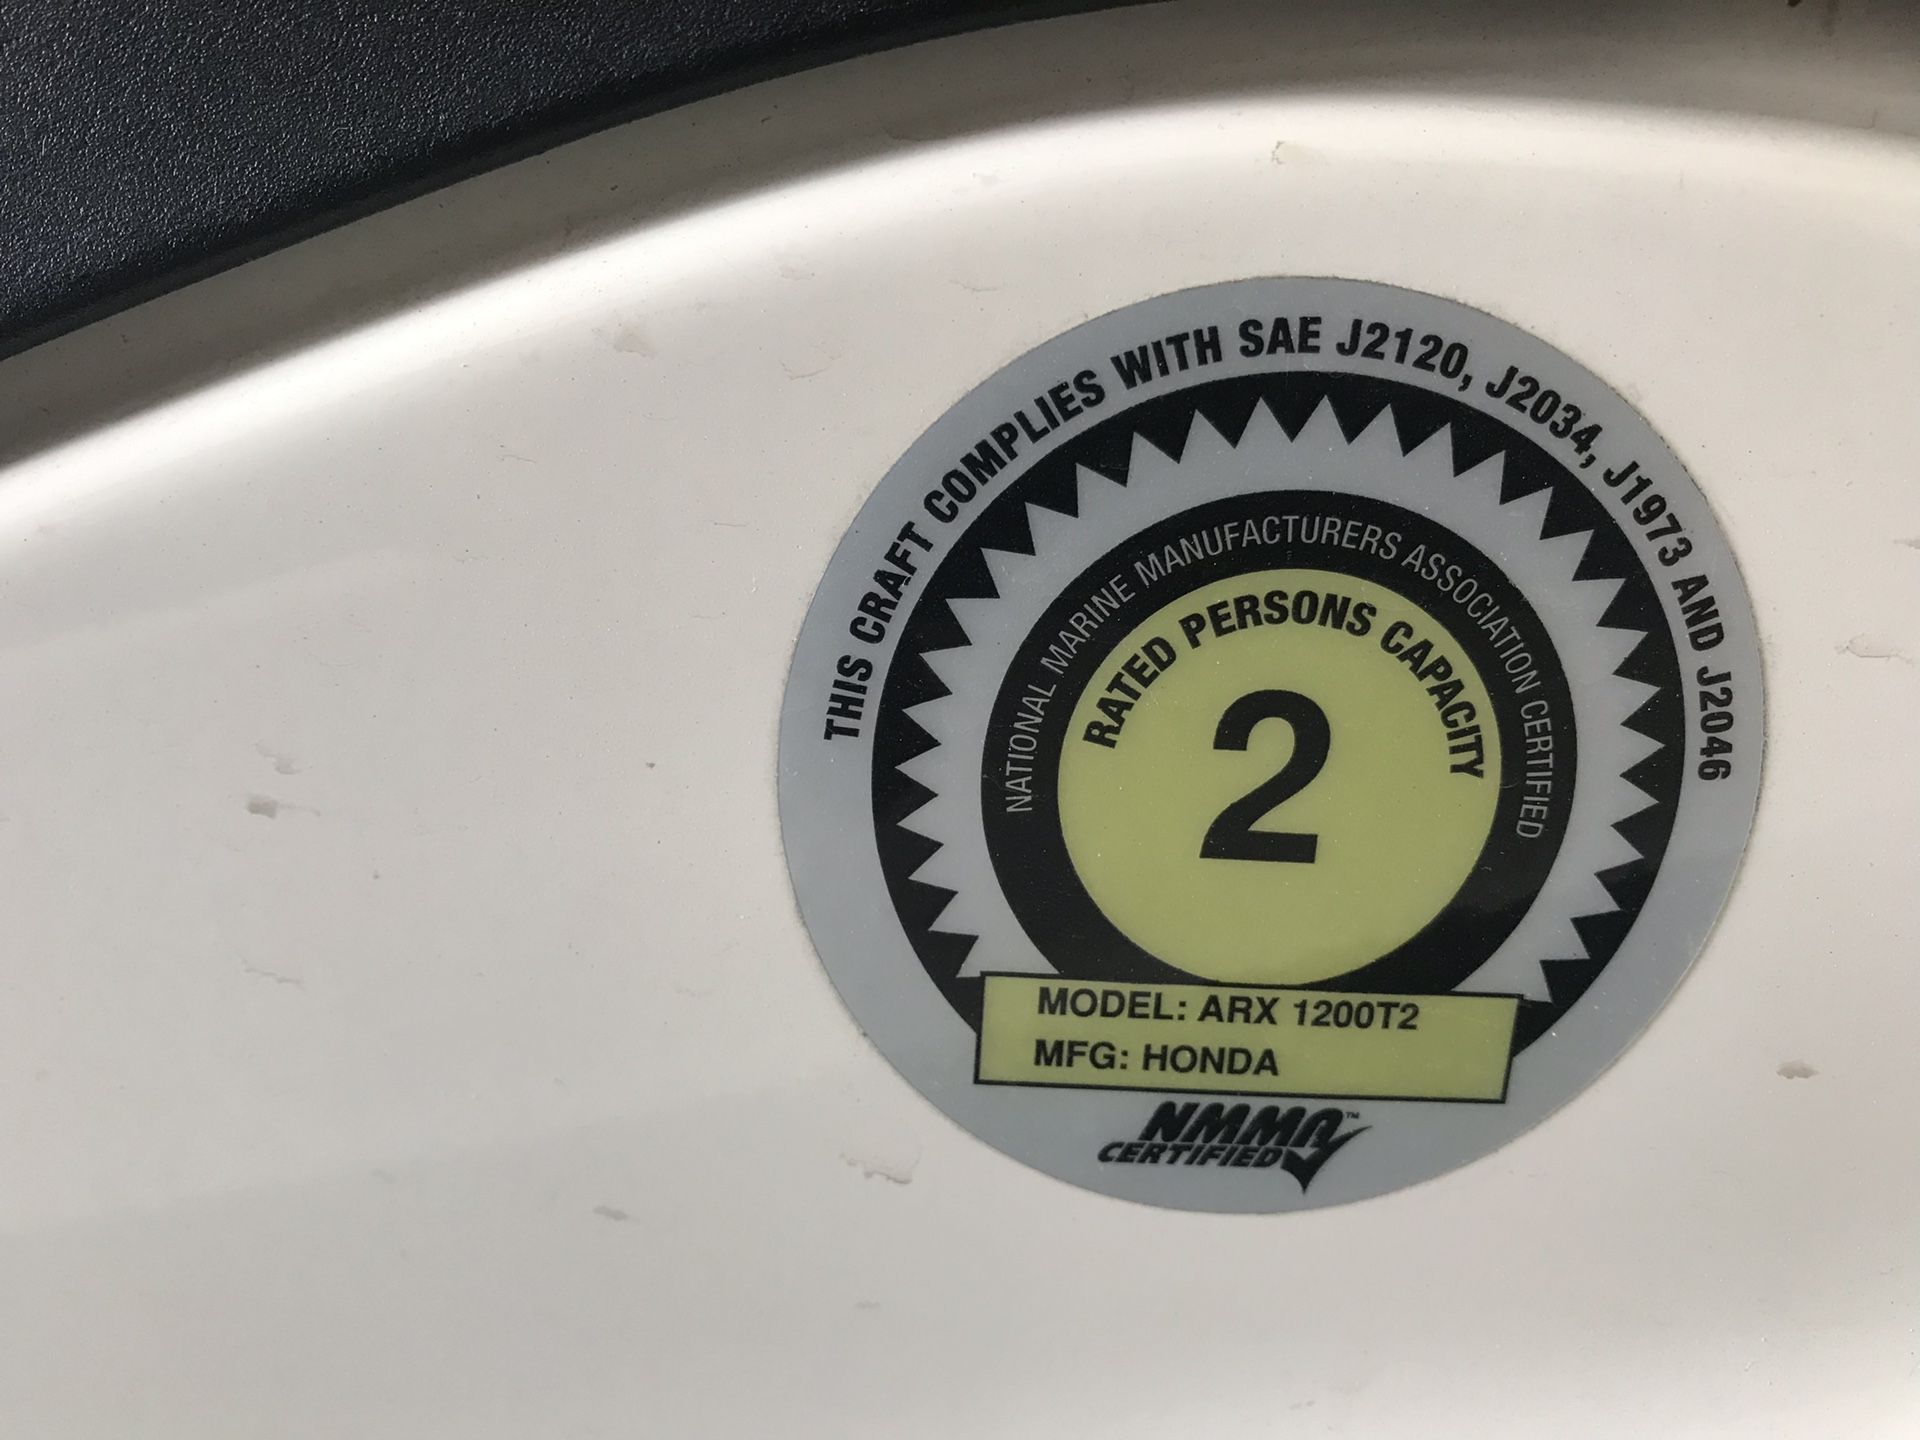 THIS CRAFT COMPLIES WITH SAE J2120, J2034, J1973 AND J2046
NATIONAL MARINE MANUFACTURERS ASSOCIATION CERTIFIED
RATED PERSONS CAPACITY
2
MODEL: ARX 1200T2
MFG: HONDA
NMMA™
CERTIFIED